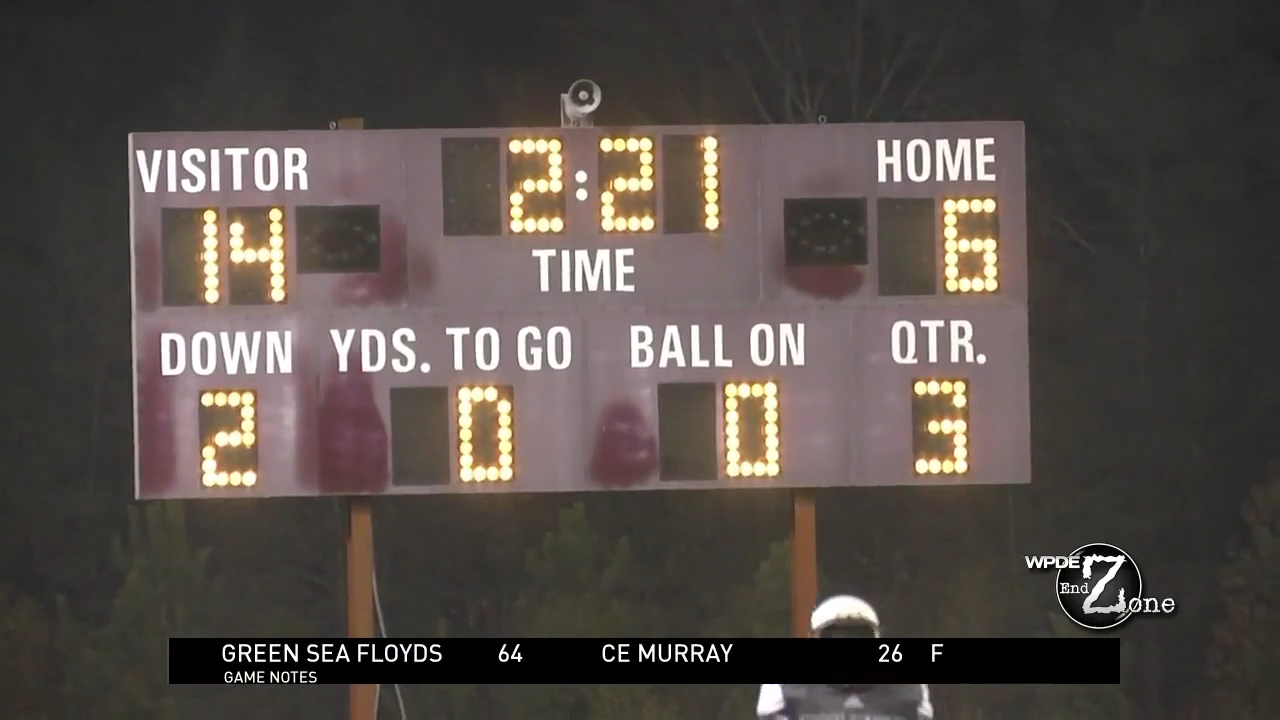 VISITOR 2:21 HOME
14 TIME 6
DOWN YDS. TO GO BALL ON QTR.
2 0 0 3
WPDE End Zone
GREEN SEA FLOYDS 64 CE MURRAY 26 F
GAME NOTES